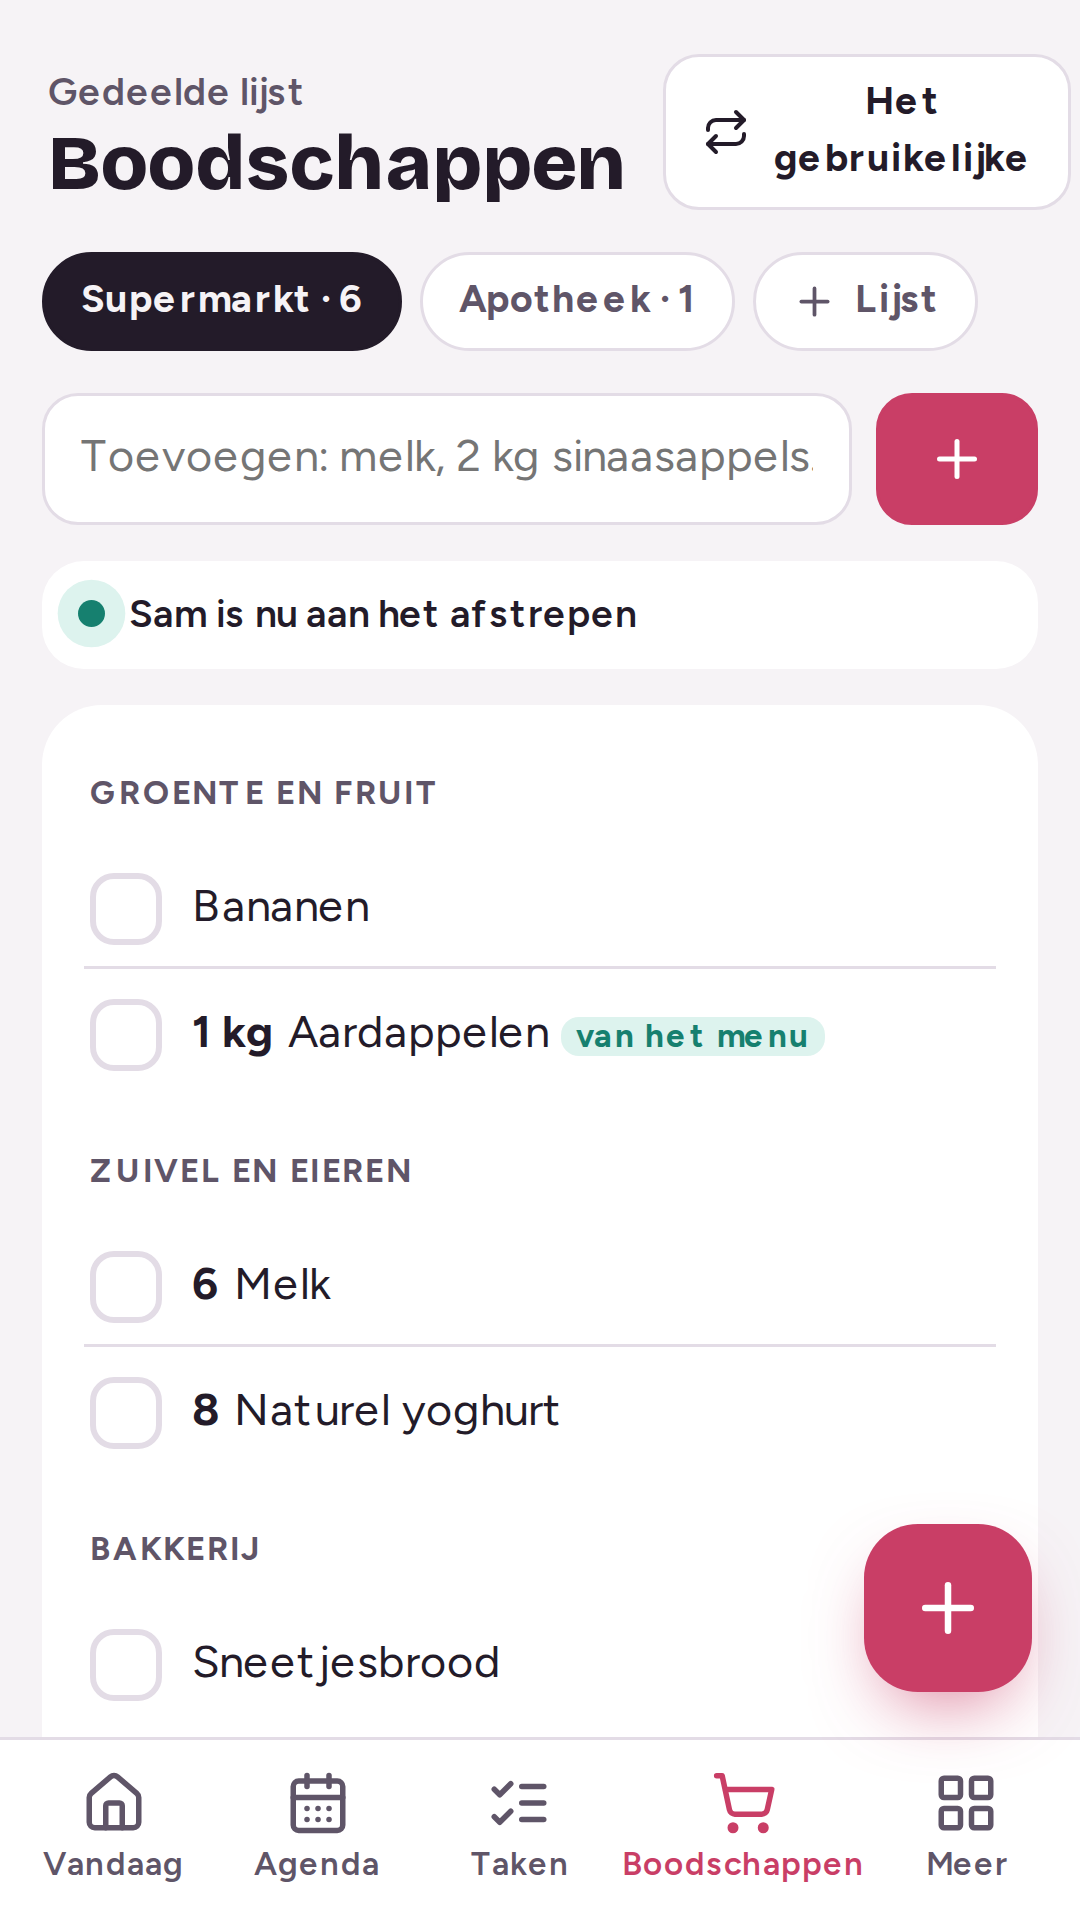 Gedeelde lijst
Boodschappen
Het
gebruikelijke
Supermarkt · 6
Apotheek · 1
Lijst
Toevoegen: melk, 2 kg sinaasappels.
Sam is nu aan het afstrepen
GROENTE EN FRUIT
Bananen
1 kg Aardappelen van het menu
ZUIVEL EN EIEREN
6 Melk
8 Naturel yoghurt
BAKKERIJ
Sneetjesbrood
Vandaag
Agenda
Taken
Boodschappen
Meer